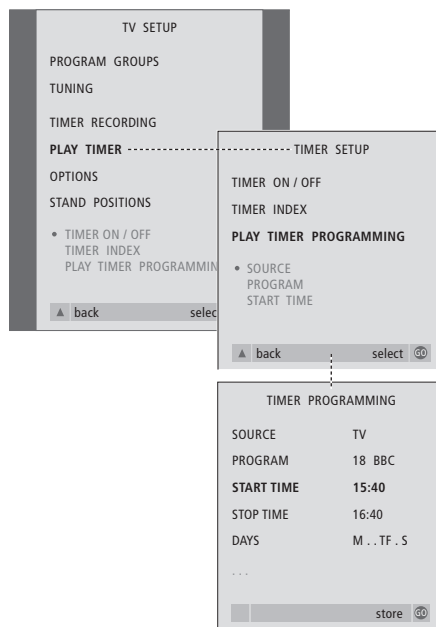 TV SETUP
PROGRAM GROUPS
TUNING
TIMER RECORDING
PLAY TIMER
OPTIONS
STAND POSITIONS
• TIMER ON / OFF
TIMER INDEX
PLAY TIMER PROGRAMMIN
▲ back selec
TIMER SETUP
TIMER ON / OFF
TIMER INDEX
PLAY TIMER PROGRAMMING
• SOURCE
PROGRAM
START TIME
▲ back select GO
TIMER PROGRAMMING
SOURCE TV
PROGRAM 18 BBC
START TIME 15:40
STOP TIME 16:40
DAYS M . . TF . S
. . .
store GO